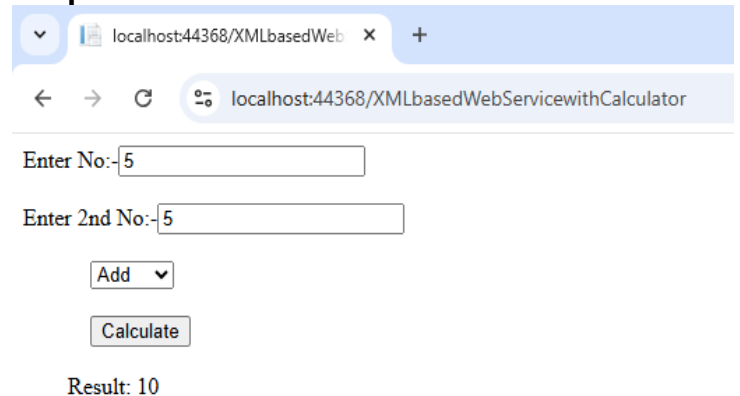 localhost:44368/XMLbasedWeb
localhost:44368/XMLbasedWebServicewithCalculator
Enter No:-5
Enter 2nd No:-5
Add
Calculate
Result: 10